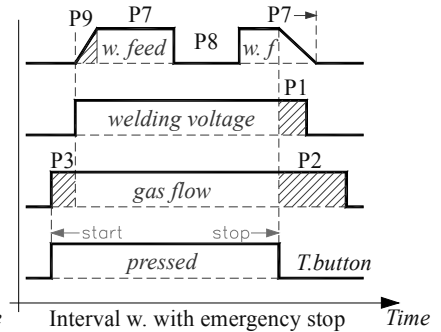 P9 P7 P7
w. feed P8 w. f
P1
welding voltage
P3 P2
gas flow
start stop
pressed T.button
e Interval w. with emergency stop Time